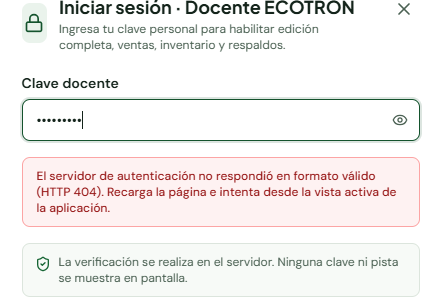 Iniciar sesión · Docente ECOTRON
Ingresa tu clave personal para habilitar edición
completa, ventas, inventario y respaldos.
Clave docente
•••••••••
El servidor de autenticación no respondió en formato válido
(HTTP 404). Recarga la página e intenta desde la vista activa de
la aplicación.
La verificación se realiza en el servidor. Ninguna clave ni pista
se muestra en pantalla.